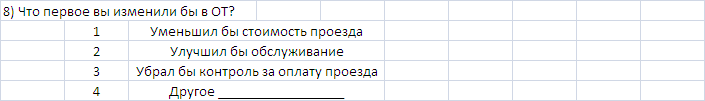 8) Что первое вы изменили бы в ОТ?
1 Уменьшил бы стоимость проезда
2 Улучшил бы обслуживание
3 Убрал бы контроль за оплату проезда
4 Другое __________________